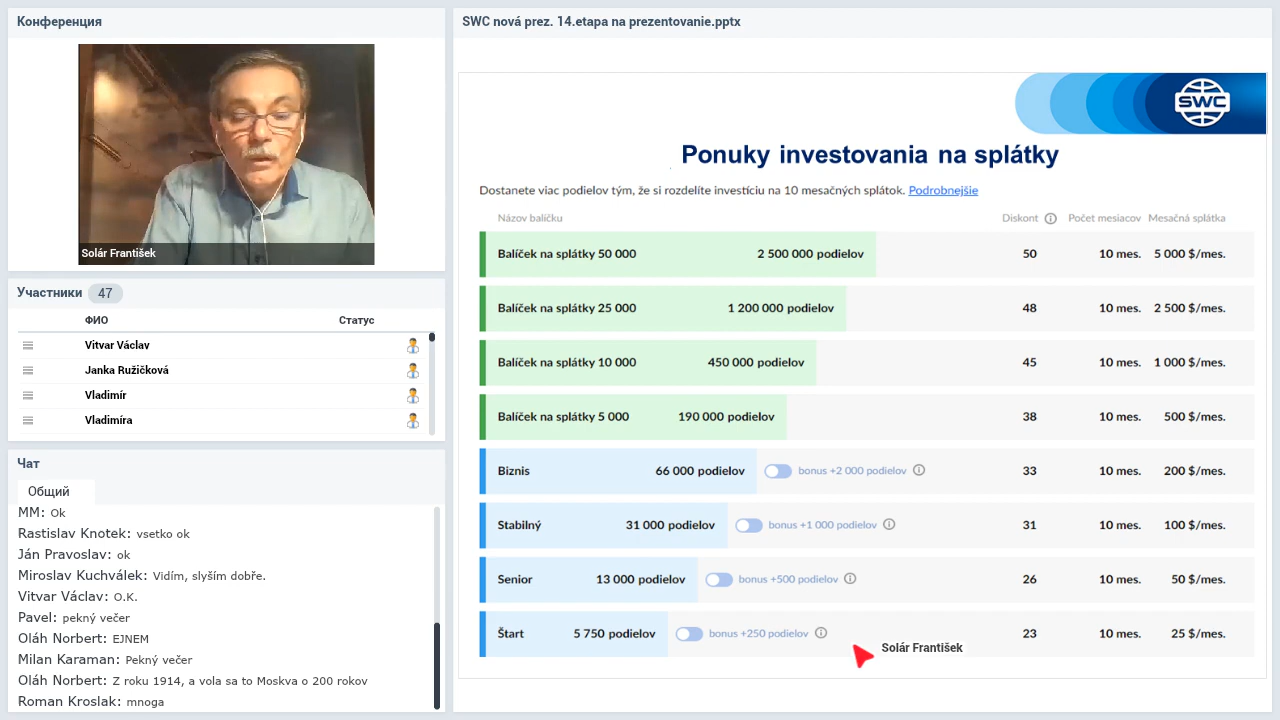 Конференция
Solár František
Участники 47
ФИО Статус
Vitvar Václav
Janka Ružičková
Vladimír
Vladimíra
Чат
Общий
MM: Ok
Rastislav Knotek: vsetko ok
Ján Pravoslav: ok
Miroslav Kuchválek: Vidím, slyším dobře.
Vitvar Václav: O.K.
Pavel: pekný večer
Oláh Norbert: EJNEM
Milan Karaman: Pekný večer
Oláh Norbert: Z roku 1914, a vola sa to Moskva o 200 rokov
Roman Kroslak: mnoga
SWC nová prez. 14.etapa na prezentovanie.pptx
SWC
Ponuky investovania na splátky
Dostanete viac podielov tým, že si rozdelíte investíciu na 10 mesačných splátok. Podrobnejšie
Názov balíčku Diskont Počet mesiacov Mesačná splátka
Balíček na splátky 50 000 2 500 000 podielov 50 10 mes. 5 000 $/mes.
Balíček na splátky 25 000 1 200 000 podielov 48 10 mes. 2 500 $/mes.
Balíček na splátky 10 000 450 000 podielov 45 10 mes. 1 000 $/mes.
Balíček na splátky 5 000 190 000 podielov 38 10 mes. 500 $/mes.
Biznis 66 000 podielov bonus +2 000 podielov 33 10 mes. 200 $/mes.
Stabilný 31 000 podielov bonus +1 000 podielov 31 10 mes. 100 $/mes.
Senior 13 000 podielov bonus +500 podielov 26 10 mes. 50 $/mes.
Štart 5 750 podielov bonus +250 podielov 23 10 mes. 25 $/mes.
Solár František